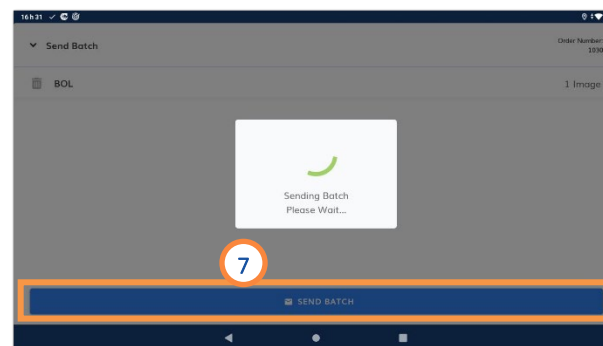 16h31
Send Batch
Order Number:
1030
BOL
1 Image
Sending Batch
Please Wait...
7
SEND BATCH